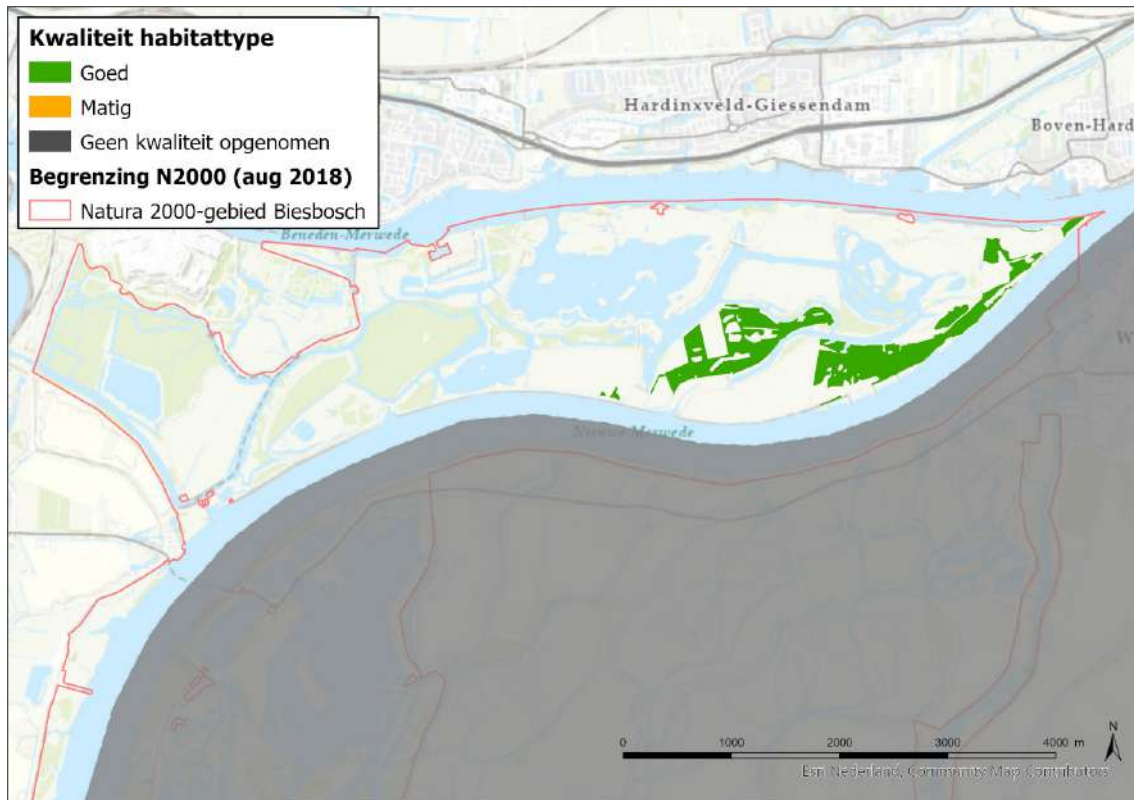 Kwaliteit habitattype
Goed
Matig
Geen kwaliteit opgenomen
Begrenzing N2000 (aug 2018)
Natura 2000-gebied Biesbosch
Hardinxveld-Giessendam
Boven-Hard
Beneden-Merwede
W
Nieuwe Merwede
N
0 1000 2000 3000 4000 m
Esri Nederland, Community Map Contributors